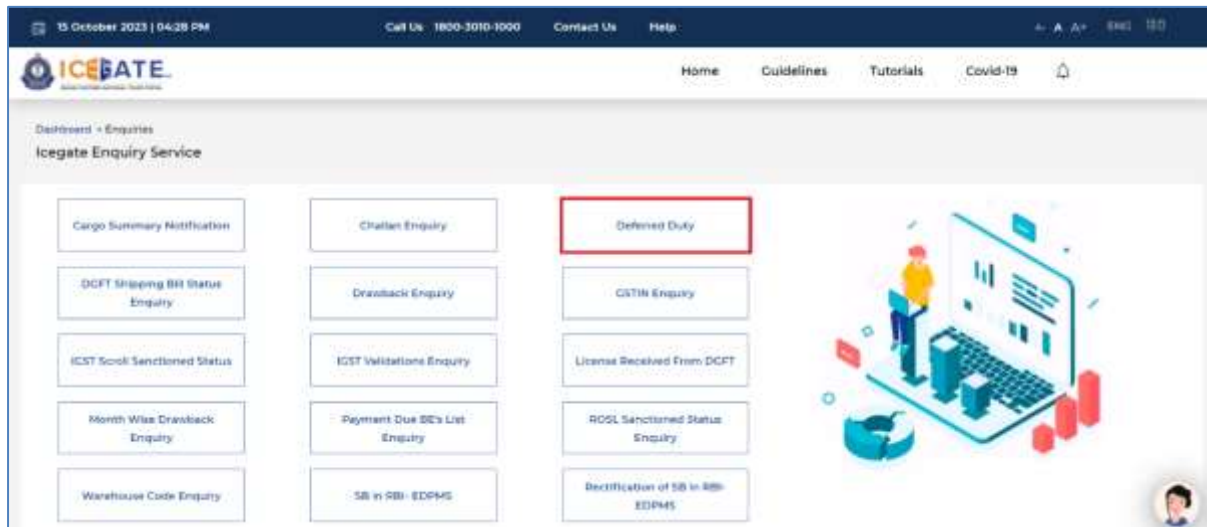 15 October 2023 | 04:28 PM
Call Us 1800-3010-1000
Contact Us
Help
A- A A+
ICEGATE
Home
Guidelines
Tutorials
Covid-19
Dashboard • Enquiries
Icegate Enquiry Service
Cargo Summary Notification
Challan Enquiry
Deferred Duty
DGFT Shipping Bill Status
Enquiry
Drawback Enquiry
GSTIN Enquiry
IGST Scroll Sanctioned Status
IGST Validations Enquiry
License Received From DGFT
Month Wise Drawback
Enquiry
Payment Due BE's List
Enquiry
ROSL Sanctioned Status
Enquiry
Warehouse Code Enquiry
SB in RBI- EDPMS
Rectification of SB in RBI-
EDPMS